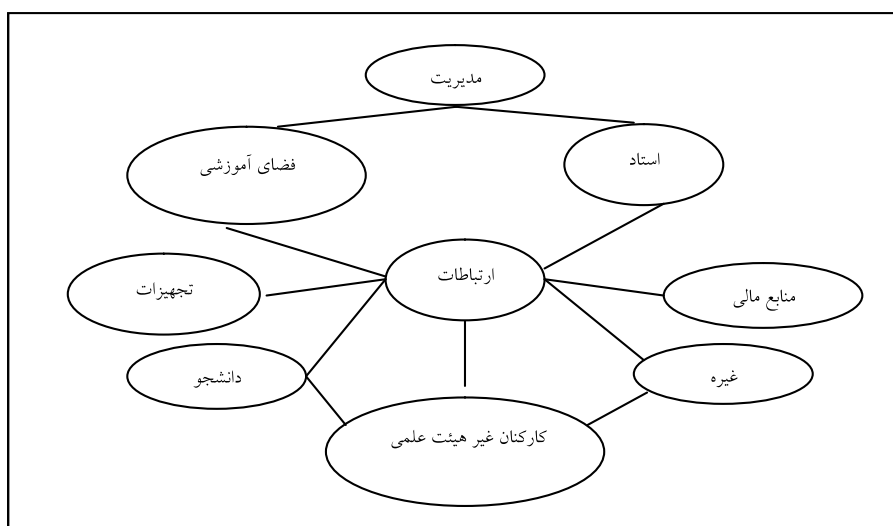 مدیریت
استاد
فضای آموزشی
ارتباطات
منابع مالی
تجهیزات
غیره
دانشجو
کارکنان غیر هیئت علمی